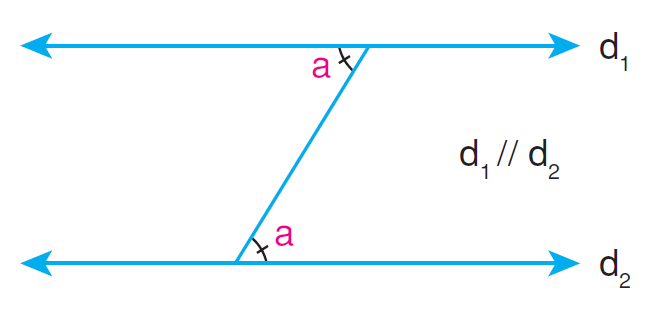 d₁
a
d₁ // d₂
a
d₂